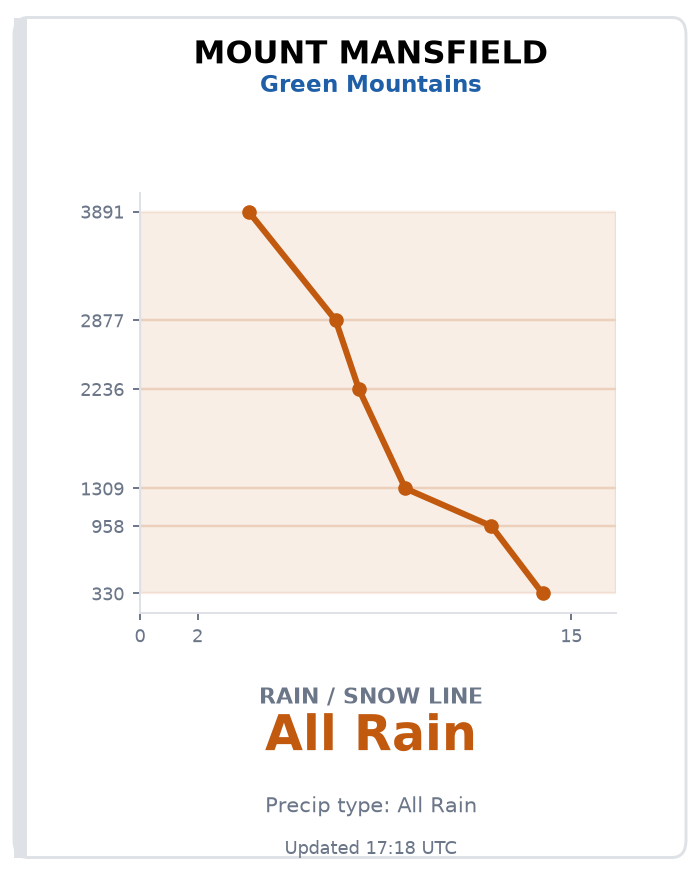 MOUNT MANSFIELD
Green Mountains
3891
2877
2236
1309
958
330
0 2 15
RAIN / SNOW LINE
All Rain
Precip type: All Rain
Updated 17:18 UTC